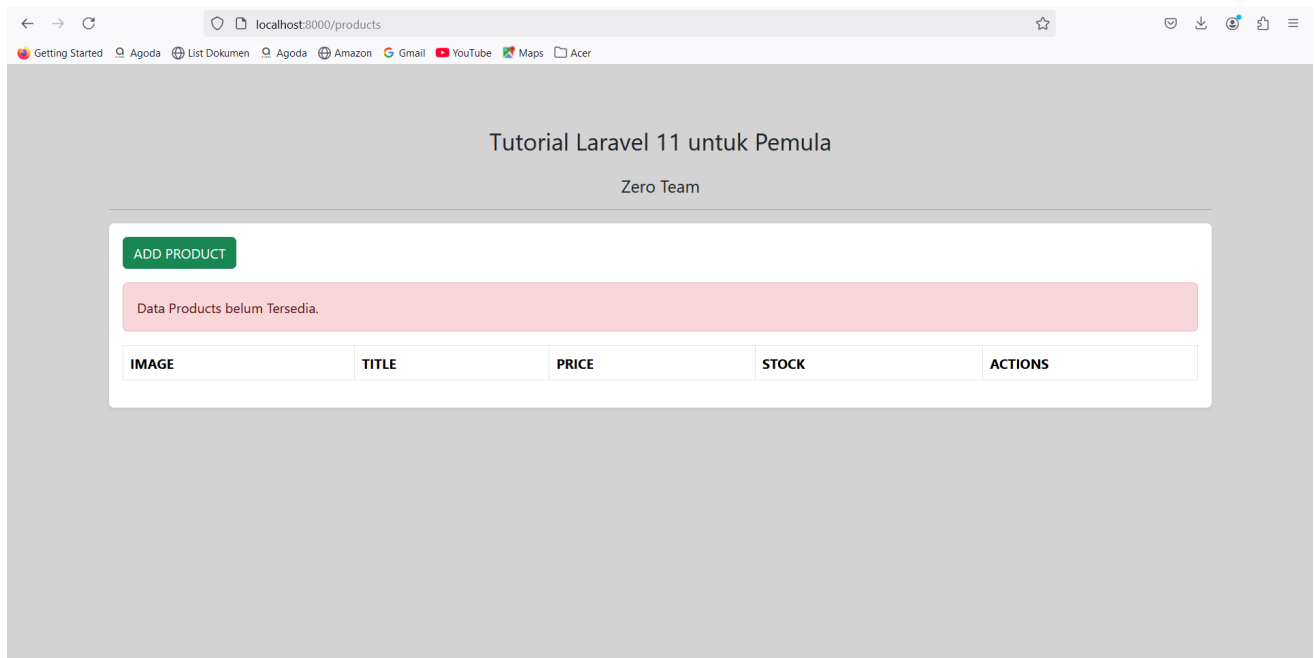 localhost:8000/products
Getting Started Agoda List Dokumen Agoda Amazon Gmail YouTube Maps Acer
Tutorial Laravel 11 untuk Pemula
Zero Team
ADD PRODUCT
Data Products belum Tersedia.
IMAGE TITLE PRICE STOCK ACTIONS